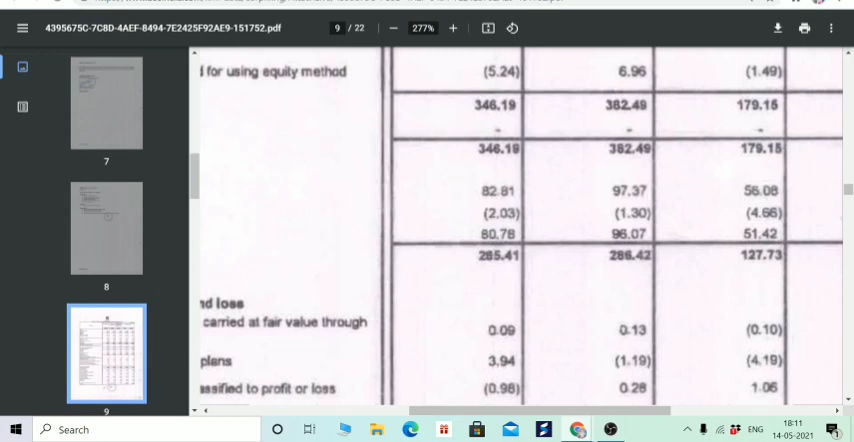 4395675C-7C8D-4AEF-8494-7E2425F92AE9-151752.pdf 9 / 22 — 277% +
for using equity method (5.24) 6.96 (1.49)
346.19 382.49 179.15
- - -
346.19 382.49 179.15
82.81 97.37 56.08
(2.03) (1.30) (4.66)
80.78 96.07 51.42
265.41 286.42 127.73
nd loss
carried at fair value through
0.09 0.13 (0.10)
plans 3.94 (1.19) (4.19)
assified to profit or loss (0.98) 0.28 1.06
7
8
9
Search
ENG
18:11
14-05-2021